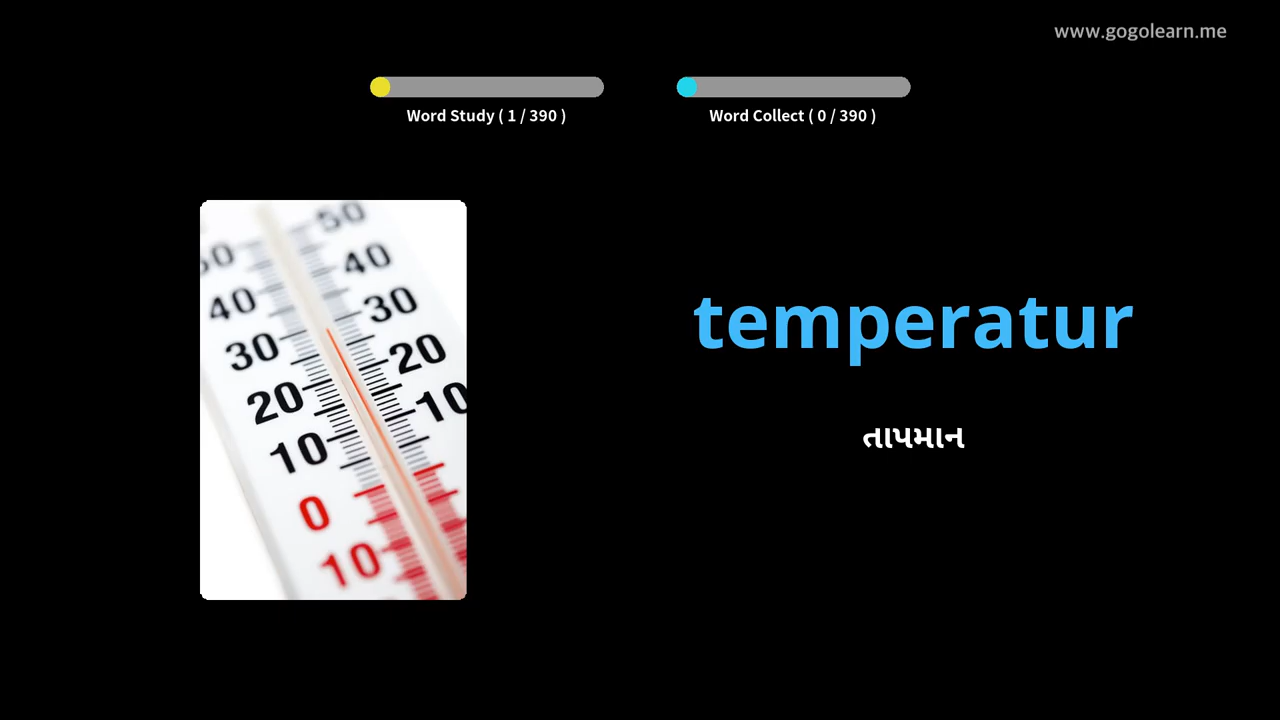 www.gogolearn.me
Word Study ( 1 / 390 )
Word Collect ( 0 / 390 )
50
40
40
30
30
20
20
10
10
0
10
temperatur
તાપમાન